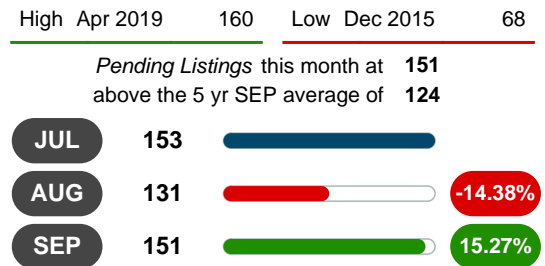 High Apr 2019 160 Low Dec 2015 68
Pending Listings this month at 151
above the 5 yr SEP average of 124
JUL 153
AUG 131 -14.38%
SEP 151 15.27%